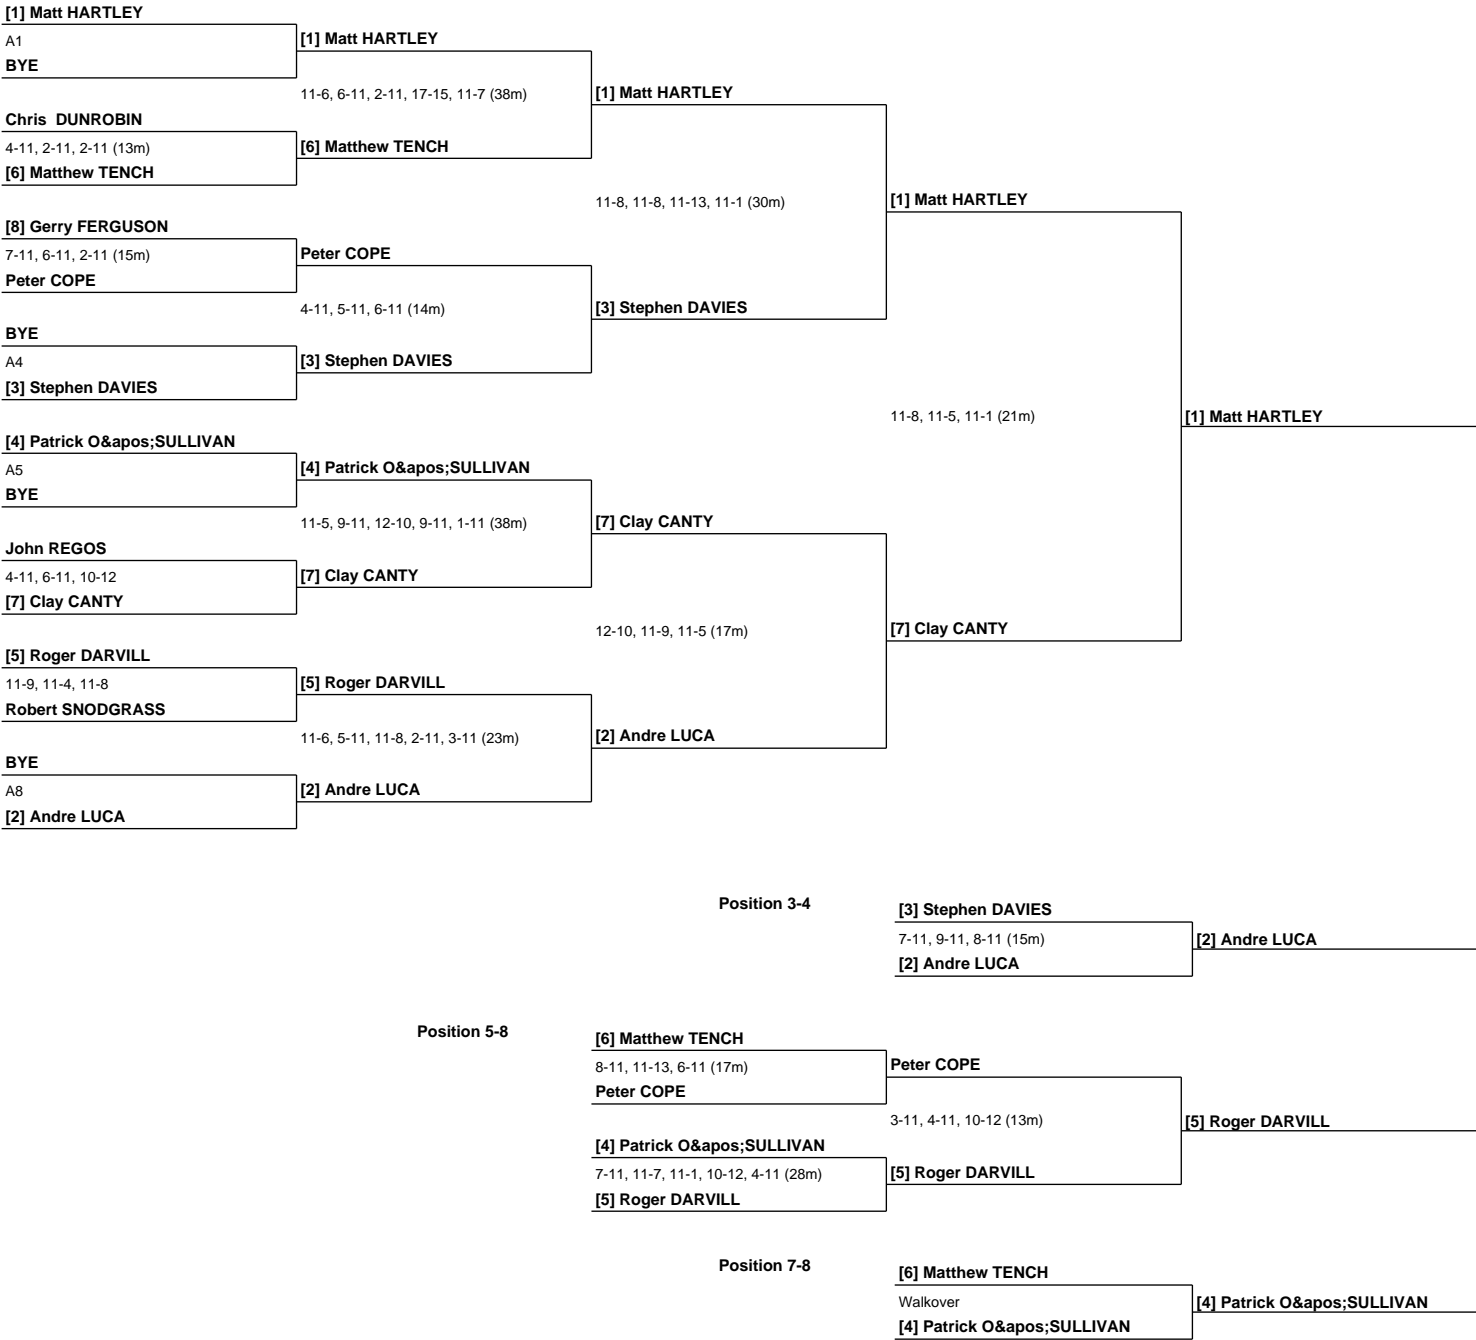 [1] Matt HARTLEY
A1
BYE
[1] Matt HARTLEY
11-6, 6-11, 2-11, 17-15, 11-7 (38m)
[1] Matt HARTLEY
Chris  DUNROBIN
4-11, 2-11, 2-11 (13m)
[6] Matthew TENCH
[6] Matthew TENCH
11-8, 11-8, 11-13, 11-1 (30m)
[1] Matt HARTLEY
[8] Gerry FERGUSON
7-11, 6-11, 2-11 (15m)
Peter COPE
Peter COPE
4-11, 5-11, 6-11 (14m)
[3] Stephen DAVIES
BYE
A4
[3] Stephen DAVIES
[3] Stephen DAVIES
11-8, 11-5, 11-1 (21m)
[1] Matt HARTLEY
[4] Patrick O&apos;SULLIVAN
A5
BYE
[4] Patrick O&apos;SULLIVAN
11-5, 9-11, 12-10, 9-11, 1-11 (38m)
[7] Clay CANTY
John REGOS
4-11, 6-11, 10-12
[7] Clay CANTY
[7] Clay CANTY
12-10, 11-9, 11-5 (17m)
[7] Clay CANTY
[5] Roger DARVILL
11-9, 11-4, 11-8
Robert SNODGRASS
[5] Roger DARVILL
11-6, 5-11, 11-8, 2-11, 3-11 (23m)
[2] Andre LUCA
BYE
A8
[2] Andre LUCA
[2] Andre LUCA
Position 3-4
[3] Stephen DAVIES
7-11, 9-11, 8-11 (15m)
[2] Andre LUCA
[2] Andre LUCA
Position 5-8
[6] Matthew TENCH
8-11, 11-13, 6-11 (17m)
Peter COPE
Peter COPE
3-11, 4-11, 10-12 (13m)
[5] Roger DARVILL
[4] Patrick O&apos;SULLIVAN
7-11, 11-7, 11-1, 10-12, 4-11 (28m)
[5] Roger DARVILL
[5] Roger DARVILL
Position 7-8
[6] Matthew TENCH
Walkover
[4] Patrick O&apos;SULLIVAN
[4] Patrick O&apos;SULLIVAN